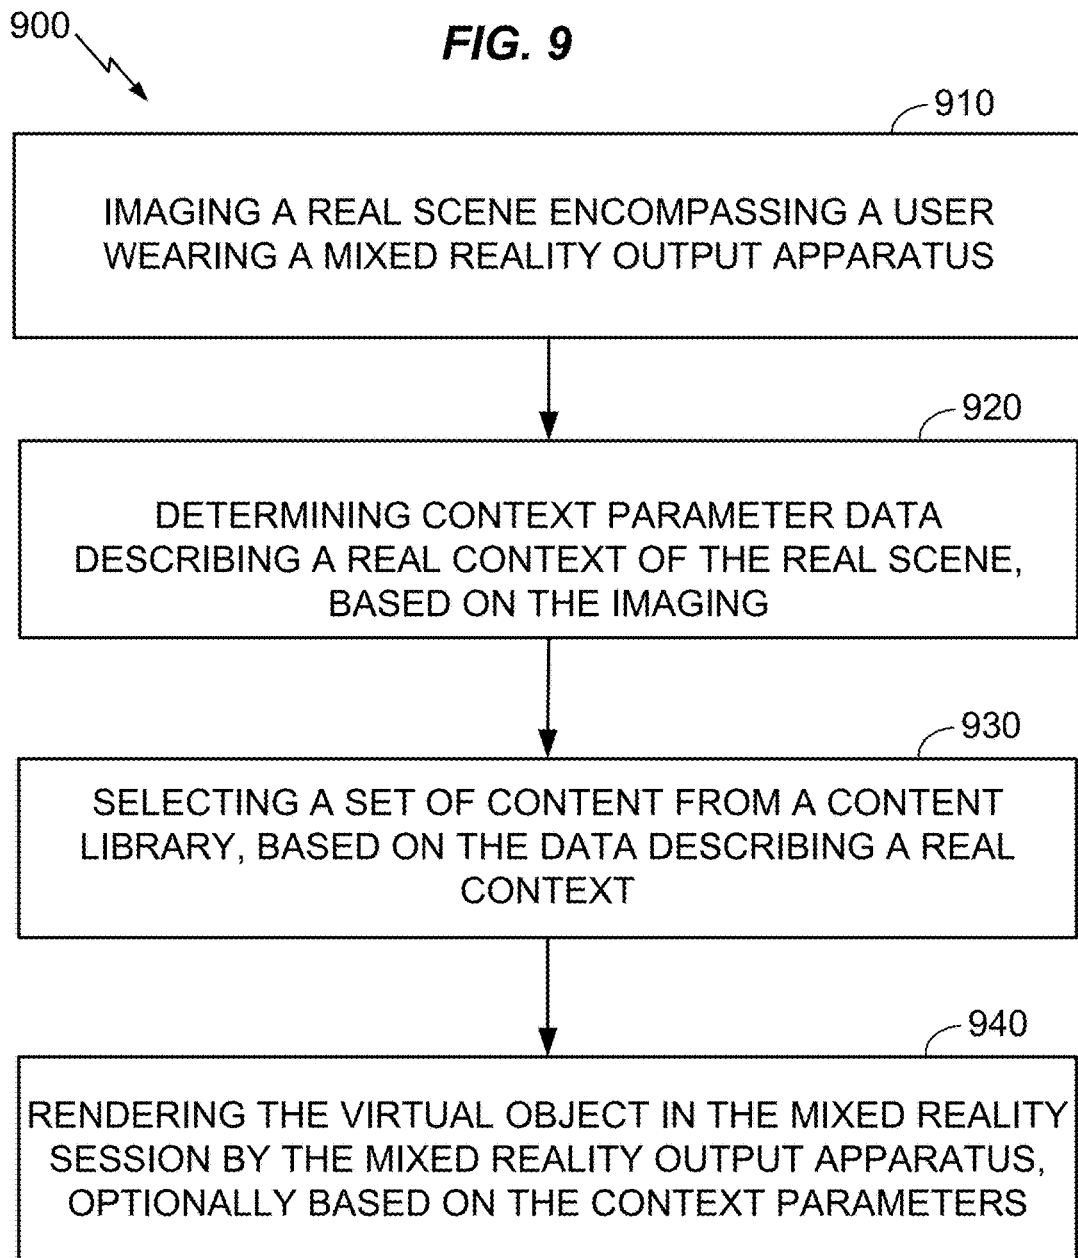 900
FIG. 9
910
IMAGING A REAL SCENE ENCOMPASSING A USER
WEARING A MIXED REALITY OUTPUT APPARATUS
920
DETERMINING CONTEXT PARAMETER DATA
DESCRIBING A REAL CONTEXT OF THE REAL SCENE,
BASED ON THE IMAGING
930
SELECTING A SET OF CONTENT FROM A CONTENT
LIBRARY, BASED ON THE DATA DESCRIBING A REAL
CONTEXT
940
RENDERING THE VIRTUAL OBJECT IN THE MIXED REALITY
SESSION BY THE MIXED REALITY OUTPUT APPARATUS,
OPTIONALLY BASED ON THE CONTEXT PARAMETERS